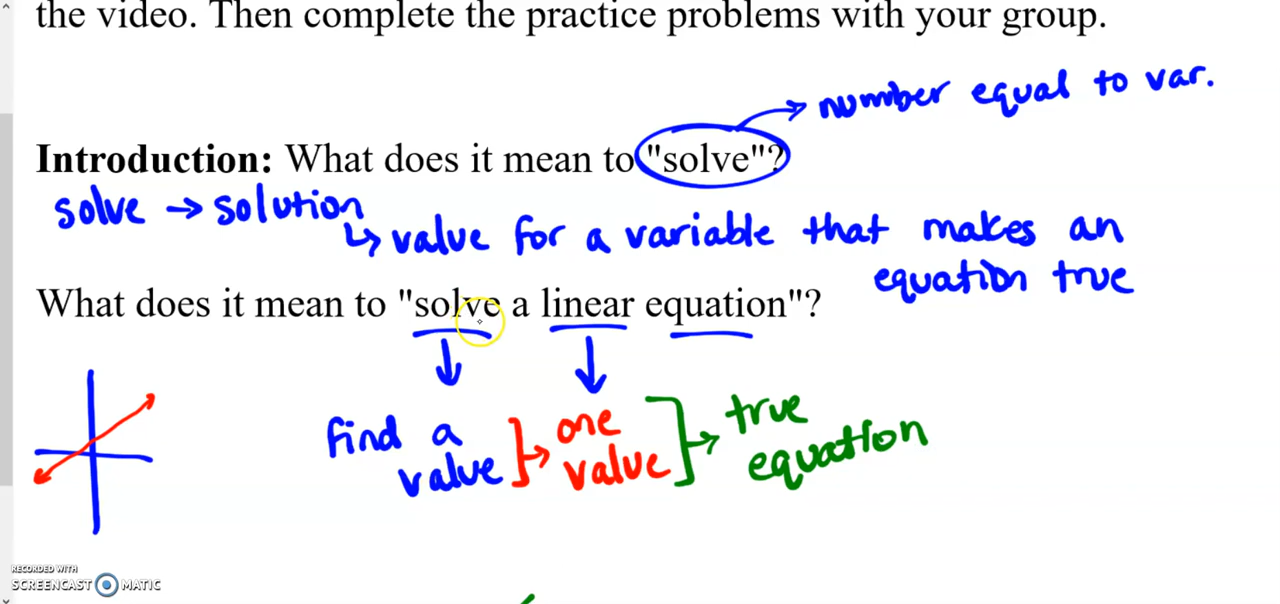 the video. Then complete the practice problems with your group.
number equal to var.
Introduction: What does it mean to "solve"?
solve → solution
↳ value for a variable that makes an
equation true
What does it mean to "solve a linear equation"?
find a
value
one
value
true
equation
RECORDED WITH
SCREENCAST MATIC